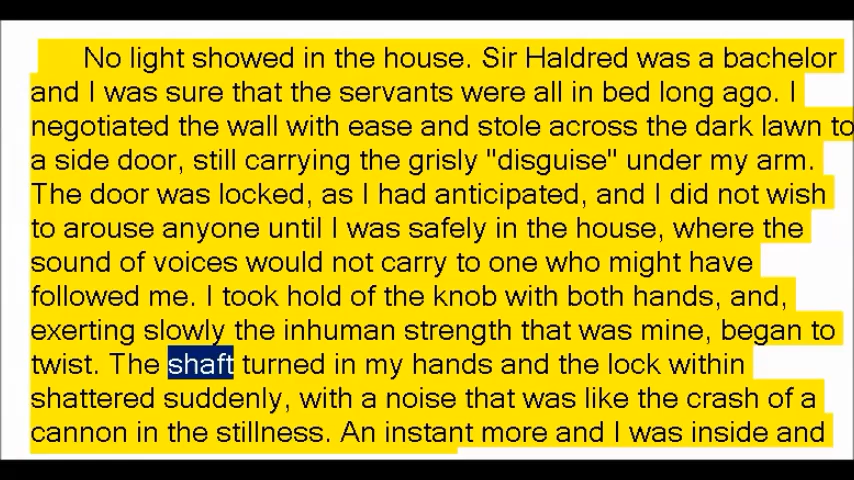 No light showed in the house. Sir Haldred was a bachelor
and I was sure that the servants were all in bed long ago. I
negotiated the wall with ease and stole across the dark lawn to
a side door, still carrying the grisly "disguise" under my arm.
The door was locked, as I had anticipated, and I did not wish
to arouse anyone until I was safely in the house, where the
sound of voices would not carry to one who might have
followed me. I took hold of the knob with both hands, and,
exerting slowly the inhuman strength that was mine, began to
twist. The shaft turned in my hands and the lock within
shattered suddenly, with a noise that was like the crash of a
cannon in the stillness. An instant more and I was inside and